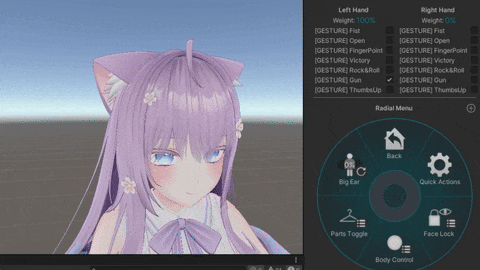 Left Hand
Right Hand
Weight: 100%
Weight: 0%
[GESTURE] Fist
[GESTURE] Fist
[GESTURE] Open
[GESTURE] Open
[GESTURE] FingerPoint
[GESTURE] FingerPoint
[GESTURE] Victory
[GESTURE] Victory
[GESTURE] Rock&Roll
[GESTURE] Rock&Roll
[GESTURE] Gun
[GESTURE] Gun
[GESTURE] ThumbsUp
[GESTURE] ThumbsUp
Radial Menu
Back
0%
Big Ear
Quick Actions
Parts Toggle
Face Lock
Body Control